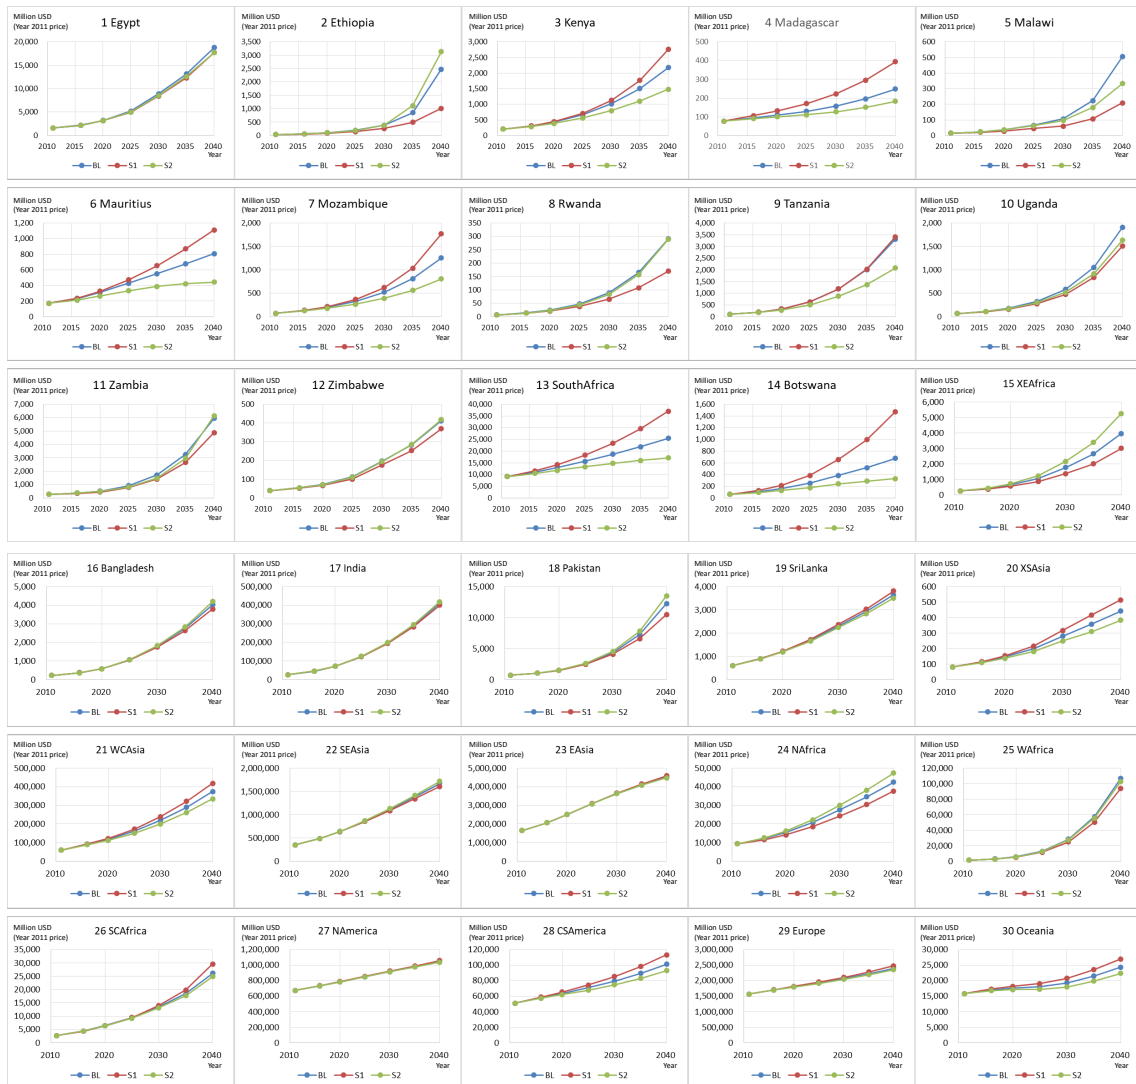 Million USD
(Year 2011 price)
1 Egypt
20,000
15,000
10,000
5,000
0
2010 2015 2020 2025 2030 2035 2040
Year
BL S1 S2
Million USD
(Year 2011 price)
2 Ethiopia
3,500
3,000
2,500
2,000
1,500
1,000
500
0
2010 2015 2020 2025 2030 2035 2040
Year
BL S1 S2
Million USD
(Year 2011 price)
3 Kenya
3,000
2,500
2,000
1,500
1,000
500
0
2010 2015 2020 2025 2030 2035 2040
Year
BL S1 S2
Million USD
(Year 2011 price)
4 Madagascar
500
400
300
200
100
0
2010 2015 2020 2025 2030 2035 2040
Year
BL S1 S2
Million USD
(Year 2011 price)
5 Malawi
600
500
400
300
200
100
0
2010 2015 2020 2025 2030 2035 2040
Year
BL S1 S2
Million USD
(Year 2011 price)
6 Mauritius
1,200
1,000
800
600
400
200
0
2010 2015 2020 2025 2030 2035 2040
Year
BL S1 S2
Million USD
(Year 2011 price)
7 Mozambique
2,000
1,500
1,000
500
0
2010 2015 2020 2025 2030 2035 2040
Year
BL S1 S2
Million USD
(Year 2011 price)
8 Rwanda
350
300
250
200
150
100
50
0
2010 2015 2020 2025 2030 2035 2040
Year
BL S1 S2
Million USD
(Year 2011 price)
9 Tanzania
4,000
3,500
3,000
2,500
2,000
1,500
1,000
500
0
2010 2015 2020 2025 2030 2035 2040
Year
BL S1 S2
Million USD
(Year 2011 price)
10 Uganda
2,000
1,500
1,000
500
0
2010 2015 2020 2025 2030 2035 2040
Year
BL S1 S2
Million USD
(Year 2011 price)
11 Zambia
7,000
6,000
5,000
4,000
3,000
2,000
1,000
0
2010 2015 2020 2025 2030 2035 2040
Year
BL S1 S2
Million USD
(Year 2011 price)
12 Zimbabwe
500
400
300
200
100
0
2010 2015 2020 2025 2030 2035 2040
Year
BL S1 S2
Million USD
(Year 2011 price)
13 SouthAfrica
40,000
35,000
30,000
25,000
20,000
15,000
10,000
5,000
0
2010 2015 2020 2025 2030 2035 2040
Year
BL S1 S2
Million USD
(Year 2011 price)
14 Botswana
1,600
1,400
1,200
1,000
800
600
400
200
0
2010 2015 2020 2025 2030 2035 2040
Year
BL S1 S2
Million USD
(Year 2011 price)
15 XEAfrica
6,000
5,000
4,000
3,000
2,000
1,000
0
2010 2020 2030 2040
Year
BL S1 S2
Million USD
(Year 2011 price)
16 Bangladesh
5,000
4,000
3,000
2,000
1,000
0
2010 2020 2030 2040
Year
BL S1 S2
Million USD
(Year 2011 price)
17 India
500,000
400,000
300,000
200,000
100,000
0
2010 2020 2030 2040
Year
BL S1 S2
Million USD
(Year 2011 price)
18 Pakistan
15,000
10,000
5,000
0
2010 2020 2030 2040
Year
BL S1 S2
Million USD
(Year 2011 price)
19 SriLanka
4,000
3,000
2,000
1,000
0
2010 2020 2030 2040
Year
BL S1 S2
Million USD
(Year 2011 price)
20 XSAsia
600
500
400
300
200
100
0
2010 2020 2030 2040
Year
BL S1 S2
Million USD
(Year 2011 price)
21 WCAsia
500,000
400,000
300,000
200,000
100,000
0
2010 2020 2030 2040
Year
BL S1 S2
Million USD
(Year 2011 price)
22 SEAsia
2,000,000
1,500,000
1,000,000
500,000
0
2010 2020 2030 2040
Year
BL S1 S2
Million USD
(Year 2011 price)
23 EAsia
5,000,000
4,000,000
3,000,000
2,000,000
1,000,000
0
2010 2020 2030 2040
Year
BL S1 S2
Million USD
(Year 2011 price)
24 NAfrica
50,000
40,000
30,000
20,000
10,000
0
2010 2020 2030 2040
Year
BL S1 S2
Million USD
(Year 2011 price)
25 WAfrica
120,000
100,000
80,000
60,000
40,000
20,000
0
2010 2020 2030 2040
Year
BL S1 S2
Million USD
(Year 2011 price)
26 SCAfrica
35,000
30,000
25,000
20,000
15,000
10,000
5,000
0
2010 2020 2030 2040
Year
BL S1 S2
Million USD
(Year 2011 price)
27 NAmerica
1,200,000
1,000,000
800,000
600,000
400,000
200,000
0
2010 2020 2030 2040
Year
BL S1 S2
Million USD
(Year 2011 price)
28 CSAmerica
120,000
100,000
80,000
60,000
40,000
20,000
0
2010 2020 2030 2040
Year
BL S1 S2
Million USD
(Year 2011 price)
29 Europe
3,000,000
2,500,000
2,000,000
1,500,000
1,000,000
500,000
0
2010 2020 2030 2040
Year
BL S1 S2
Million USD
(Year 2011 price)
30 Oceania
30,000
25,000
20,000
15,000
10,000
5,000
0
2010 2020 2030 2040
Year
BL S1 S2